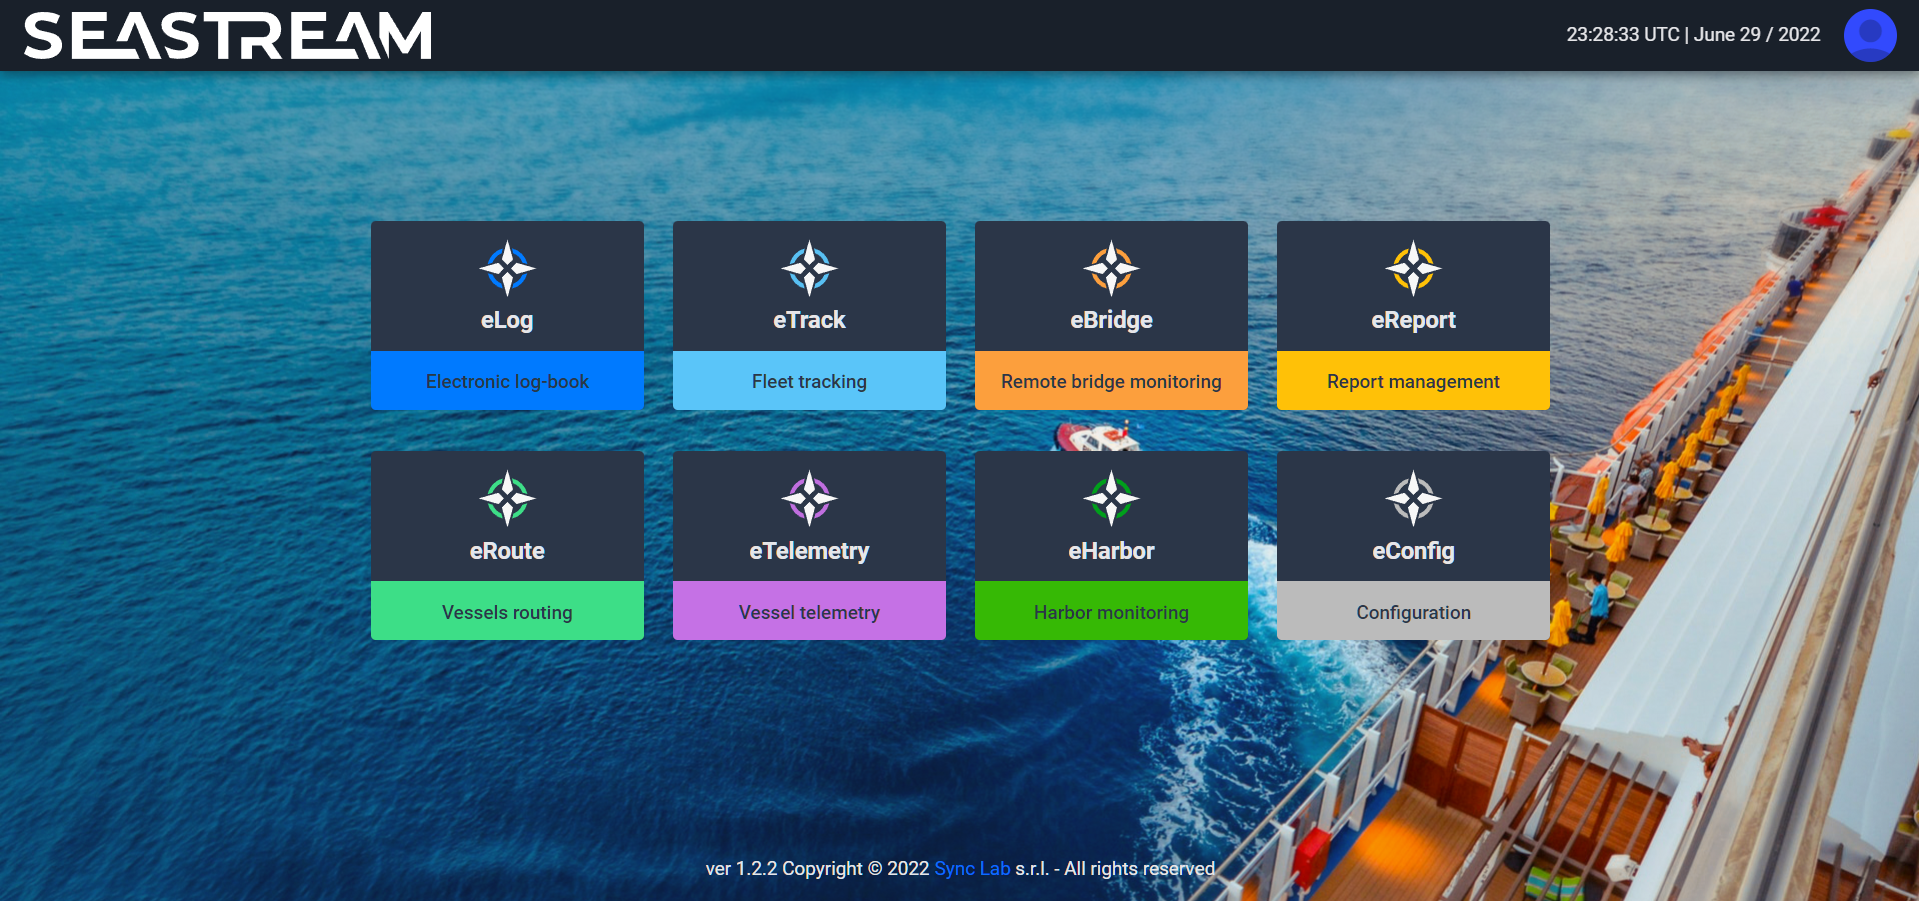 SEASTREAM
23:28:33 UTC | June 29 / 2022
eLog
Electronic log-book
eTrack
Fleet tracking
eBridge
Remote bridge monitoring
eReport
Report management
eRoute
Vessels routing
eTelemetry
Vessel telemetry
eHarbor
Harbor monitoring
eConfig
Configuration
ver 1.2.2 Copyright © 2022 Sync Lab s.r.l. - All rights reserved